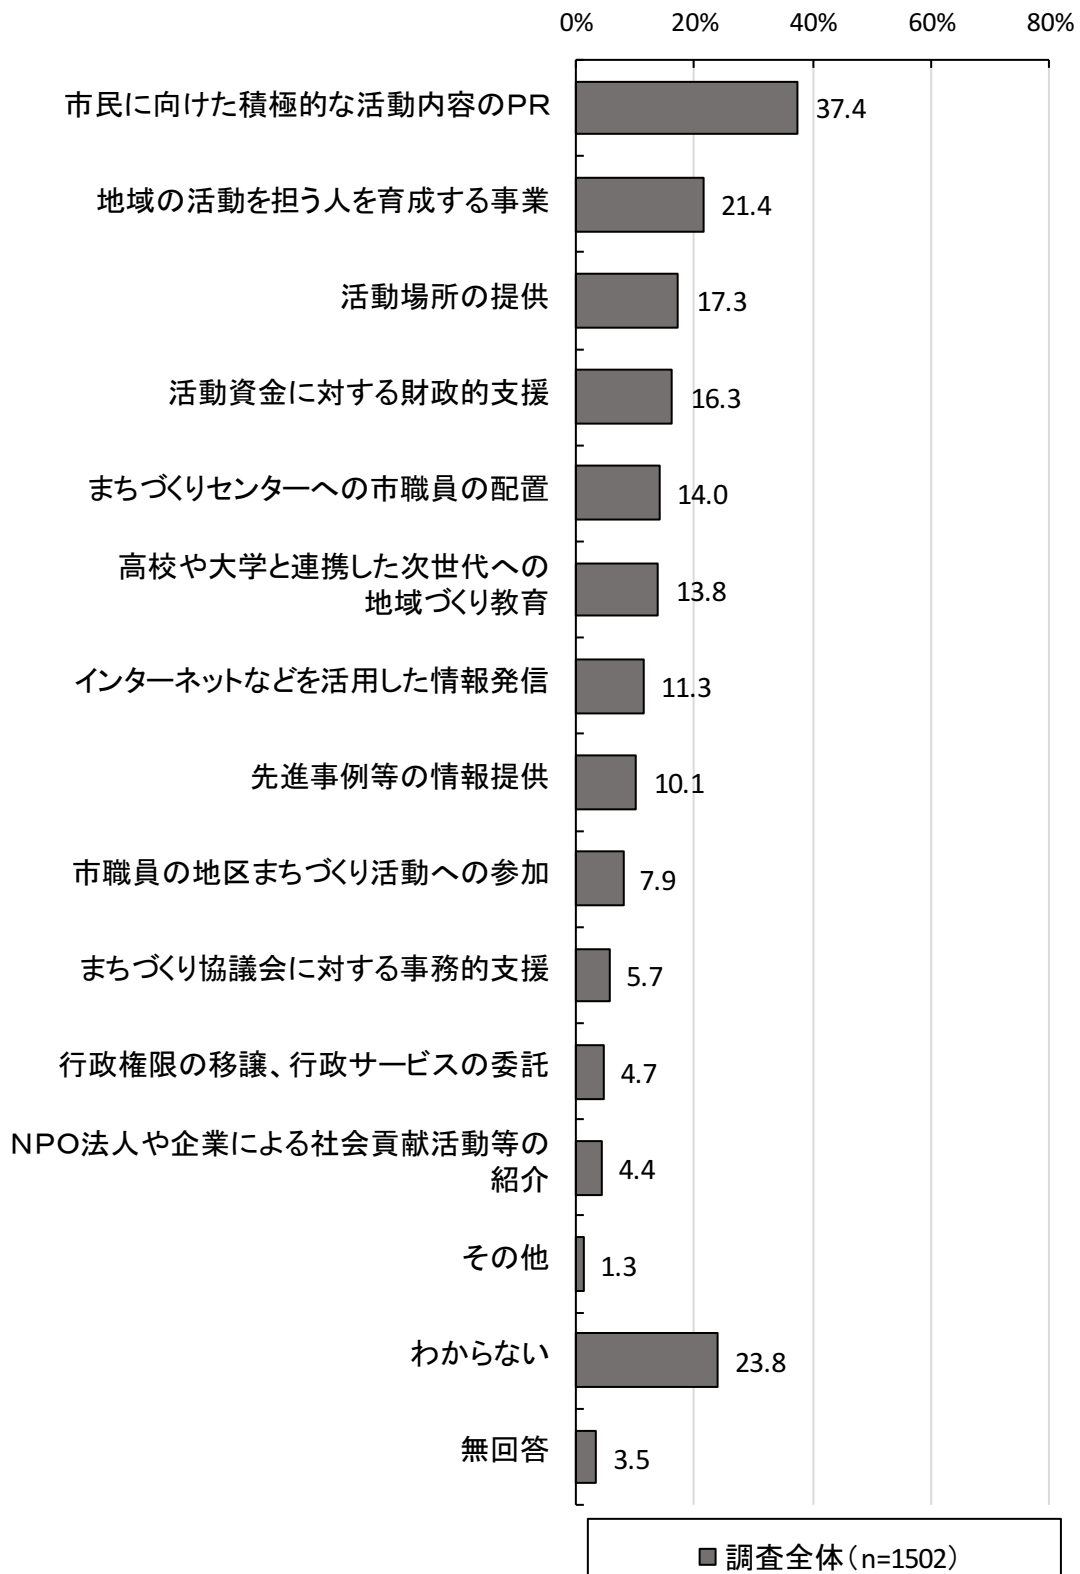 0% 20% 40% 60% 80%
市民に向けた積極的な活動内容のPR 37.4
地域の活動を担う人を育成する事業 21.4
活動場所の提供 17.3
活動資金に対する財政的支援 16.3
まちづくりセンターへの市職員の配置 14.0
高校や大学と連携した次世代への
地域づくり教育 13.8
インターネットなどを活用した情報発信 11.3
先進事例等の情報提供 10.1
市職員の地区まちづくり活動への参加 7.9
まちづくり協議会に対する事務的支援 5.7
行政権限の移譲、行政サービスの委託 4.7
NPO法人や企業による社会貢献活動等の
紹介 4.4
その他 1.3
わからない 23.8
無回答 3.5
調査全体(n=1502)